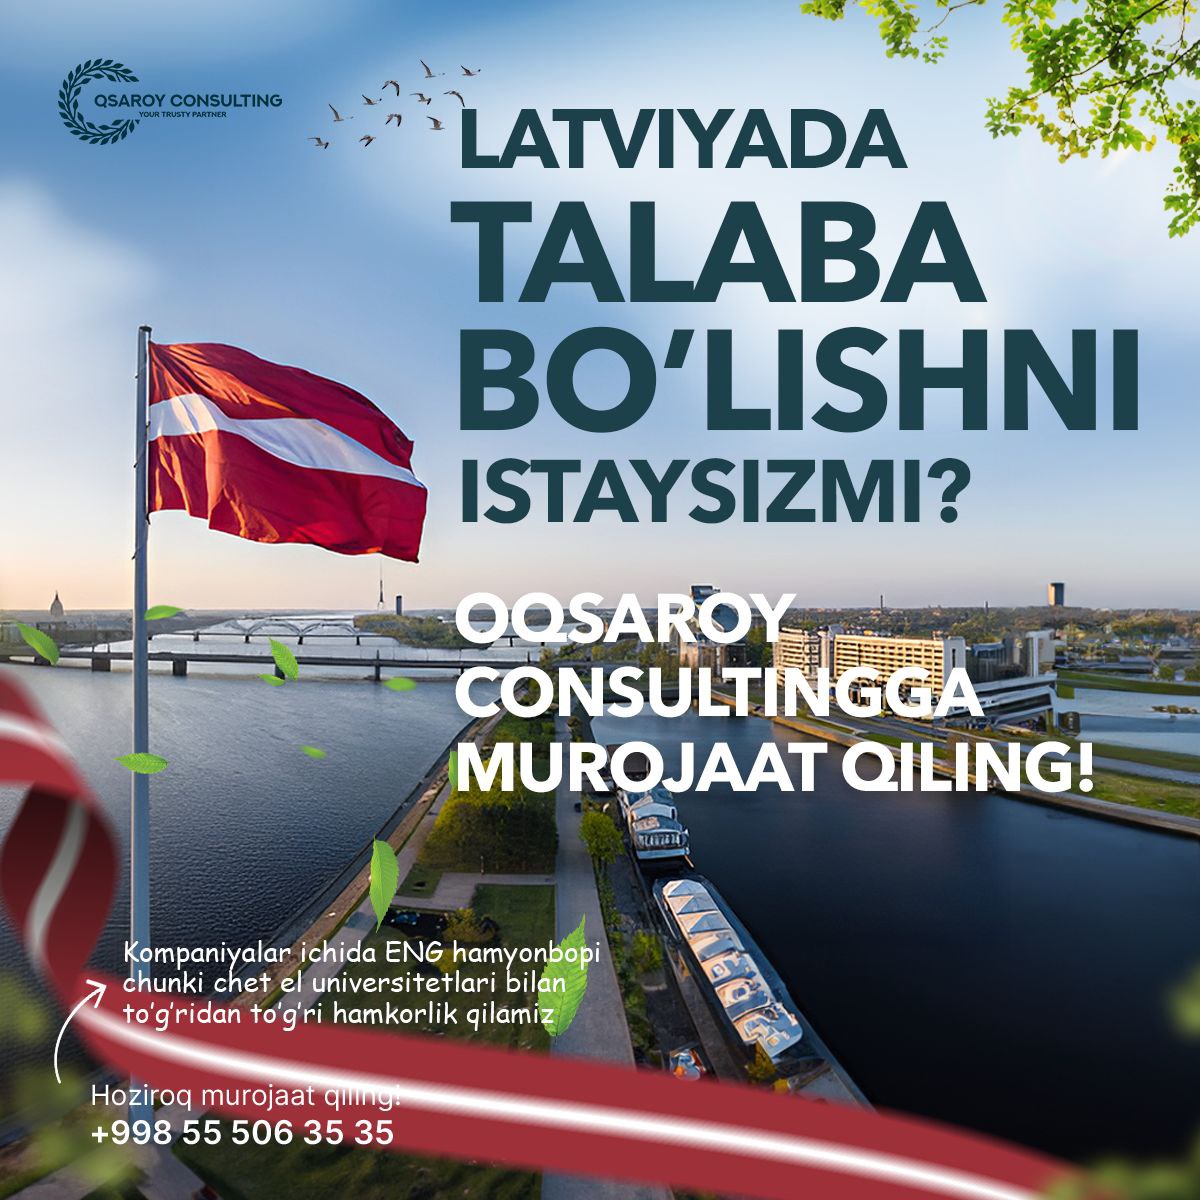 QSAROY CONSULTING
YOUR TRUSTY PARTNER
LATVIYADA
TALABA
BO’LISHNI
ISTAYSIZMI?
OQSAROY
CONSULTINGGA
MUROJAAT QILING!
Kompaniyalar ichida ENG hamyonbopi
chunki chet el universitetlari bilan
to’g’ridan to’g’ri hamkorlik qilamiz
Hoziroq murojaat qiling!
+998 55 506 35 35